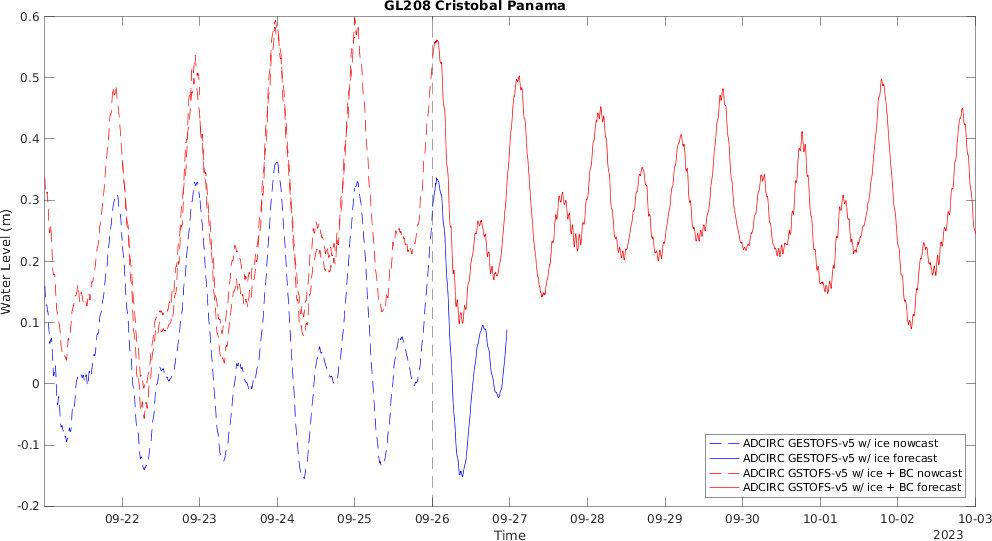 GL208 Cristobal Panama
0.6
0.5
0.4
0.3
0.2
0.1
0
-0.1
-0.2
Water Level (m)
ADCIRC GESTOFS-v5 w/ ice nowcast
ADCIRC GESTOFS-v5 w/ ice forecast
ADCIRC GSTOFS-v5 w/ ice + BC nowcast
ADCIRC GSTOFS-v5 w/ ice + BC forecast
09-22 09-23 09-24 09-25 09-26 09-27 09-28 09-29 09-30 10-01 10-02 10-03
Time 2023